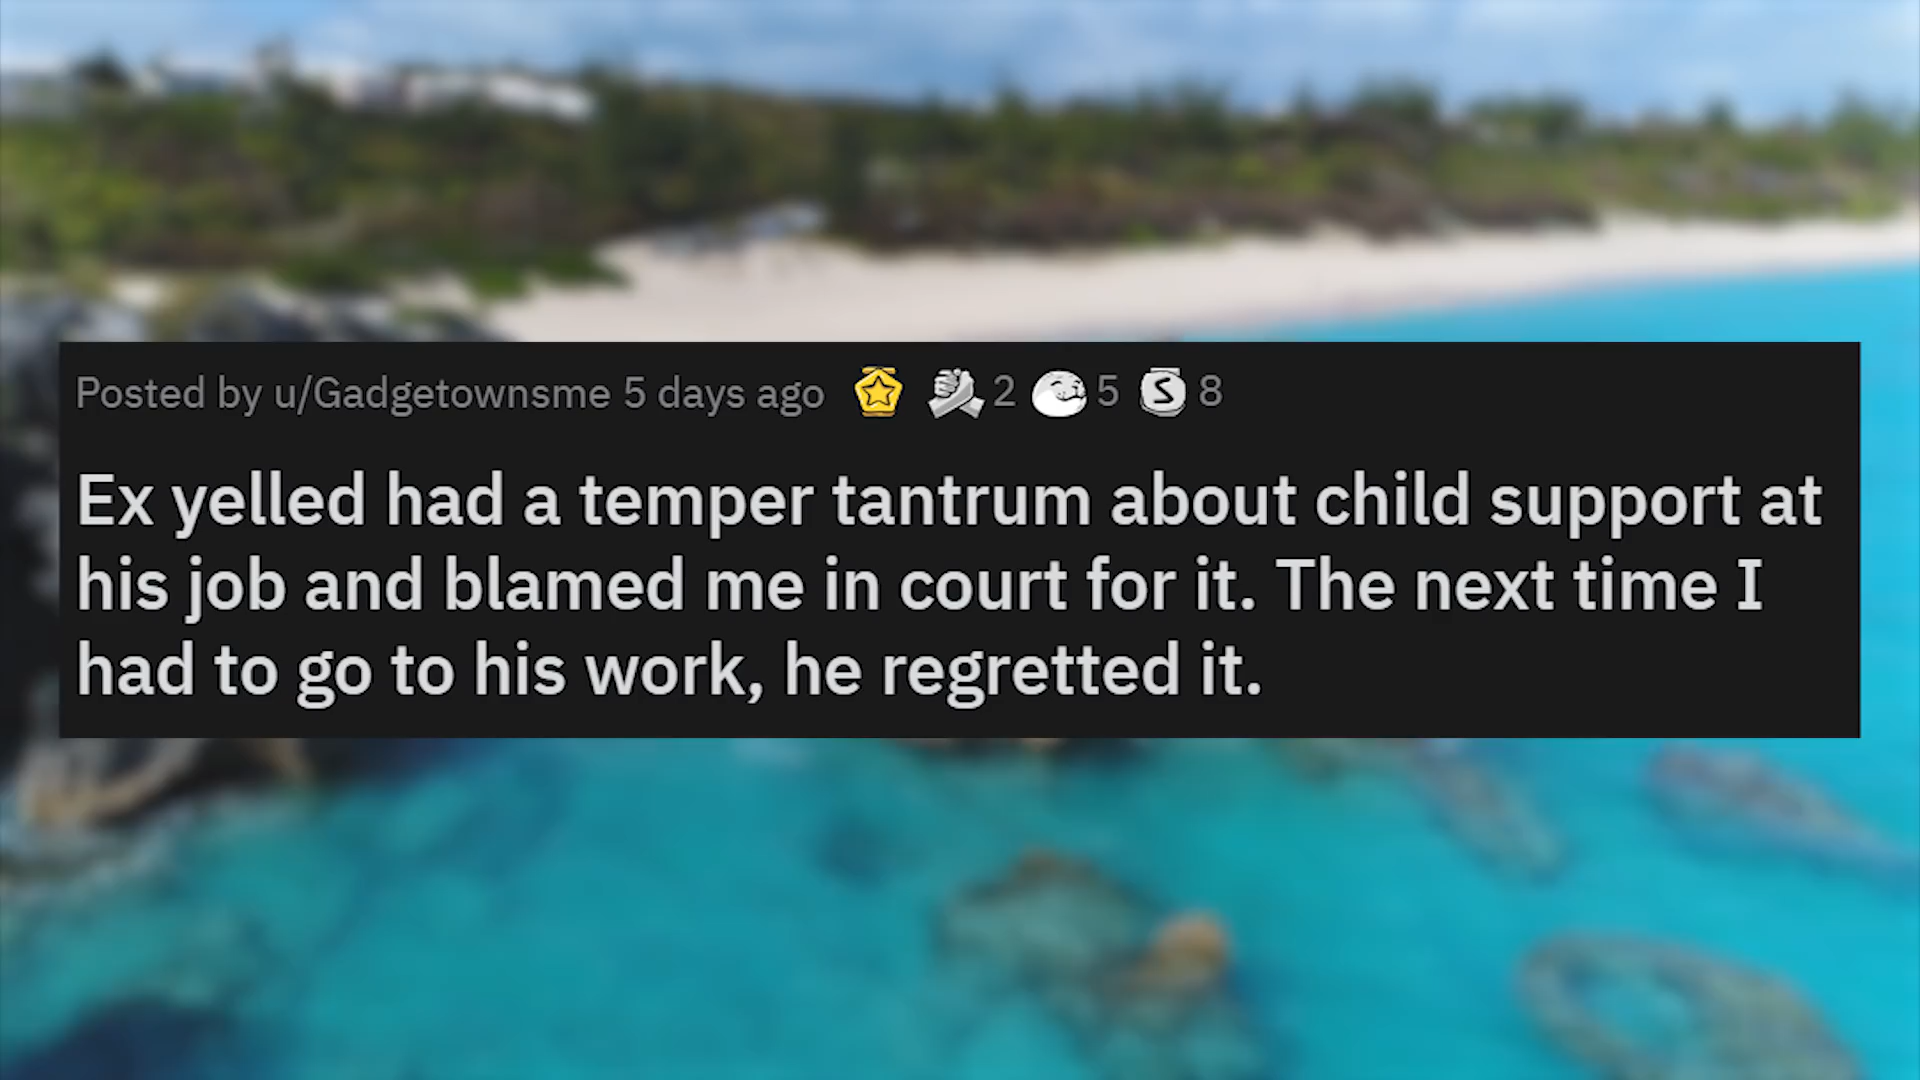 Posted by u/Gadgetownsme 5 days ago 2 5 S 8
Ex yelled had a temper tantrum about child support at
his job and blamed me in court for it. The next time I
had to go to his work, he regretted it.